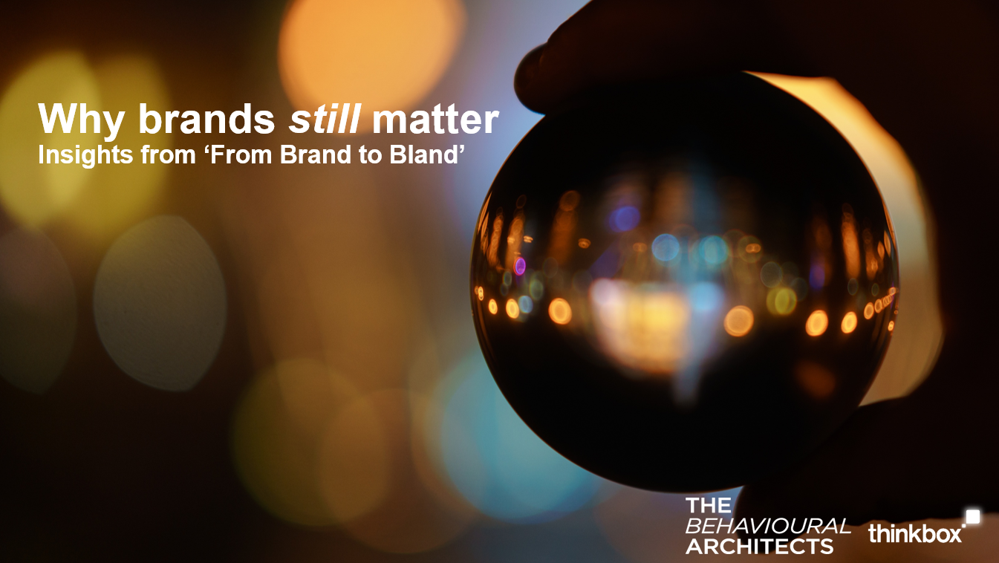 Why brands still matter
Insights from ‘From Brand to Bland’
THE
BEHAVIOURAL
ARCHITECTS
thinkbox